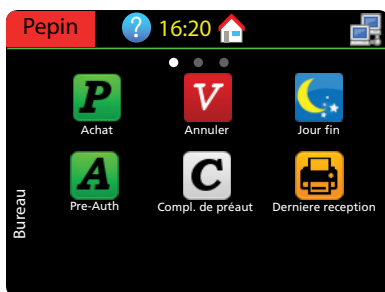 Pepin ? 16:20
P V
Achat Annuler Jour fin
A C
Pre-Auth Compl. de préaut Derniere reception
Bureau